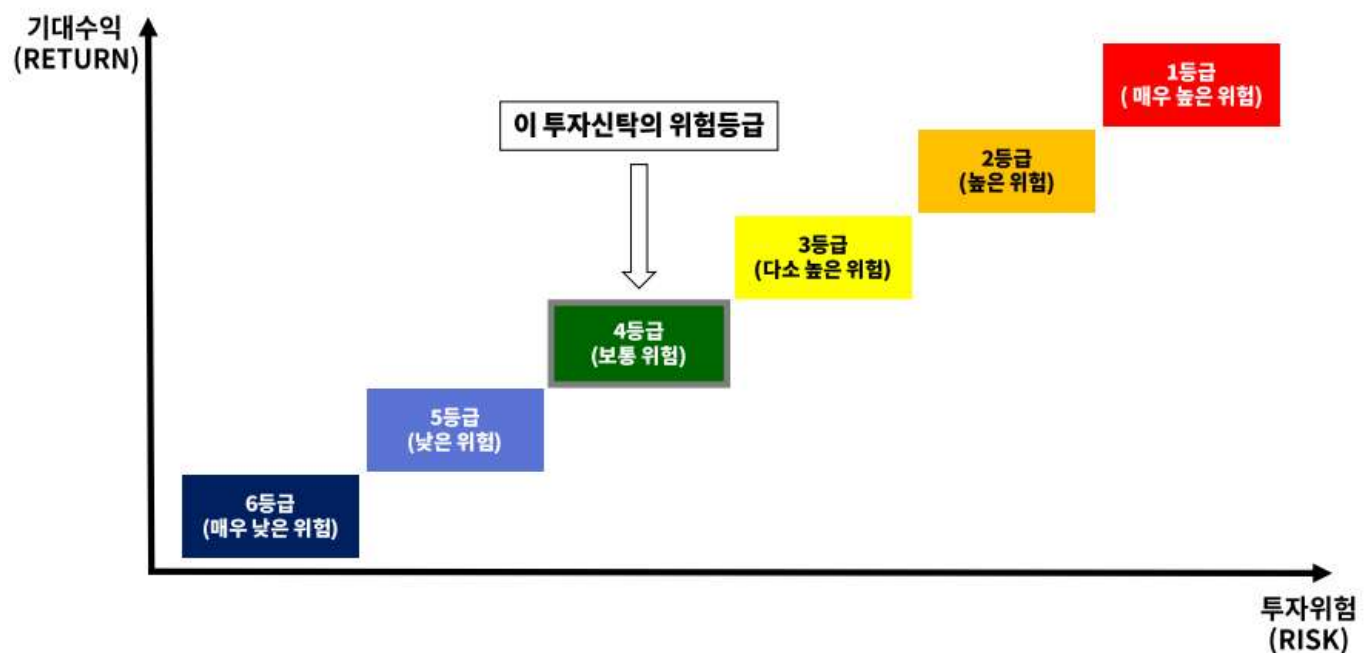 기대수익
(RETURN)
1등급
( 매우 높은 위험)
이 투자신탁의 위험등급
2등급
(높은 위험)
3등급
(다소 높은 위험)
4등급
(보통 위험)
5등급
(낮은 위험)
6등급
(매우 낮은 위험)
투자위험
(RISK)